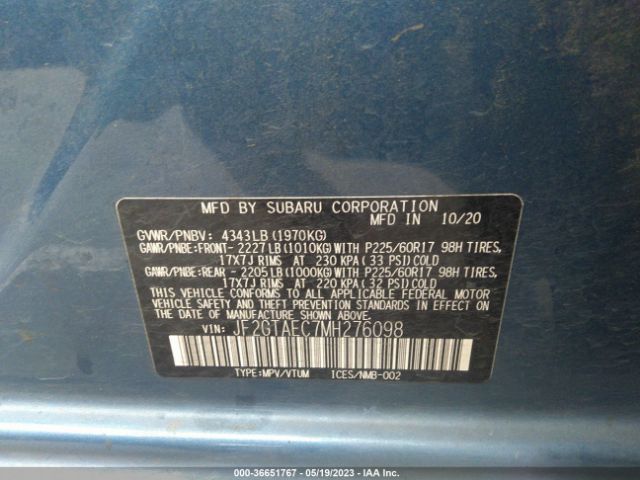 MFD BY SUBARU CORPORATION
MFD IN 10/20
GVWR/PNBV: 4343LB (1970KG)
GAWR/PNBE:FRONT- 2227LB(1010KG)WITH P225/60R17 98H TIRES,
17X7J RIMS AT 230 KPA (33 PSI)COLD
GAWR/PNBE:REAR - 2205LB(1000KG)WITH P225/60R17 98H TIRES,
17X7J RIMS AT 220 KPA (32 PSI)COLD
THIS VEHICLE CONFORMS TO ALL APPLICABLE FEDERAL MOTOR
VEHICLE SAFETY AND THEFT PREVENTION STANDARDS IN EFFECT ON
THE DATE OF MANUFACTURE SHOWN ABOVE.
VIN: JF2GTAEC7MH276098
TYPE:MPV/VTUM ICES/NMB-002
000-36651767 - 05/19/2023 - IAA Inc.